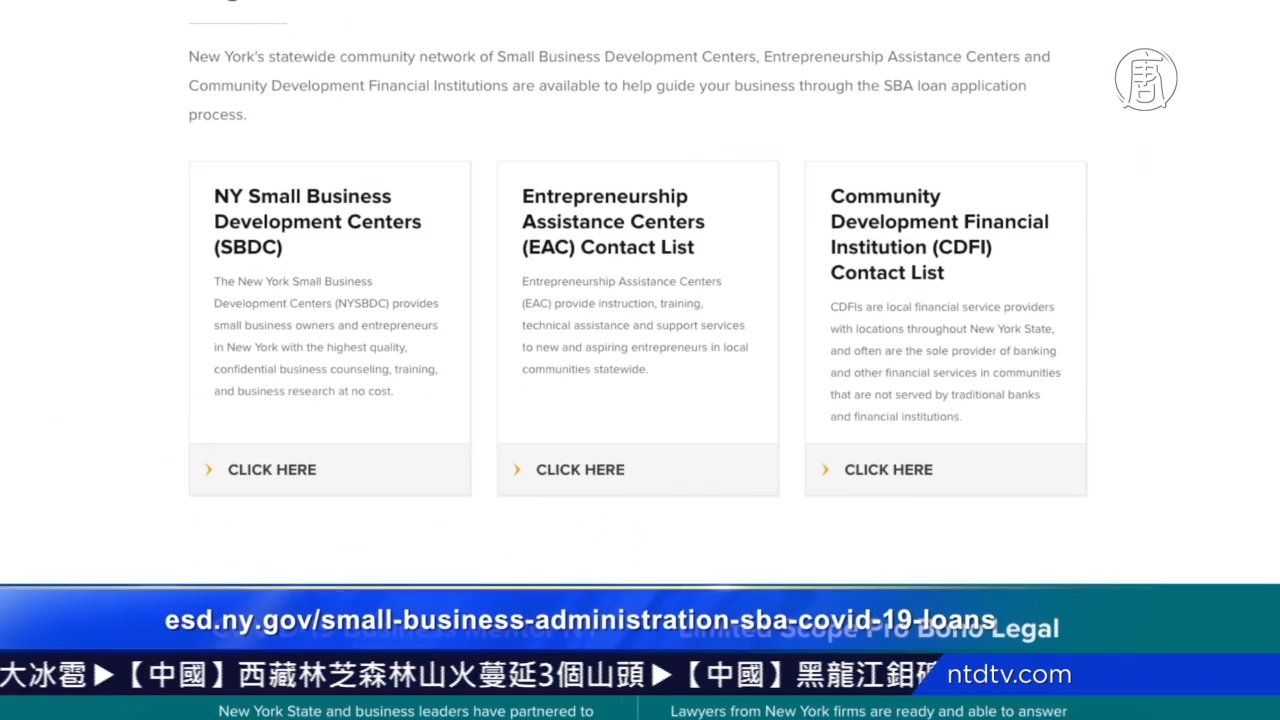 New York's statewide community network of Small Business Development Centers, Entrepreneurship Assistance Centers and
Community Development Financial Institutions are available to help guide your business through the SBA loan application
process.
唐
NY Small Business
Development Centers
(SBDC)
The New York Small Business
Development Centers (NYSBDC) provides
small business owners and entrepreneurs
in New York with the highest quality,
confidential business counseling, training,
and business research at no cost.
CLICK HERE
Entrepreneurship
Assistance Centers
(EAC) Contact List
Entrepreneurship Assistance Centers
(EAC) provide instruction, training,
technical assistance and support services
to new and aspiring entrepreneurs in local
communities statewide.
CLICK HERE
Community
Development Financial
Institution (CDFI)
Contact List
CDFIs are local financial service providers
with locations throughout New York State,
and often are the sole provider of banking
and other financial services in communities
that are not served by traditional banks
and financial institutions.
CLICK HERE
esd.ny.gov/small-business-administration-sba-covid-19-loans
Limited Scope Pro Bono Legal
大冰雹▶【中國】西藏林芝森林山火蔓延3個山頭▶【中國】黑龍江鉬
ntdtv.com
New York State and business leaders have partnered to
Lawyers from New York firms are ready and able to answer